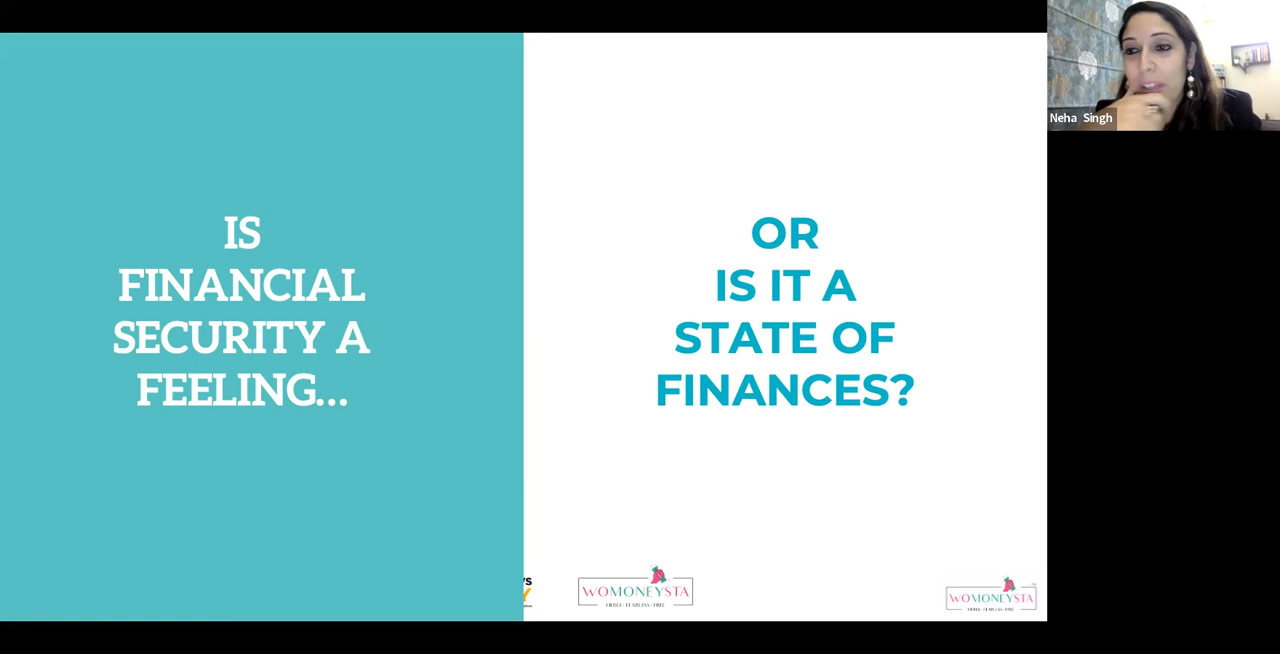 IS
FINANCIAL
SECURITY A
FEELING...
OR
IS IT A
STATE OF
FINANCES?
Neha Singh
WOMONEYSTA
WOMONEYSTA